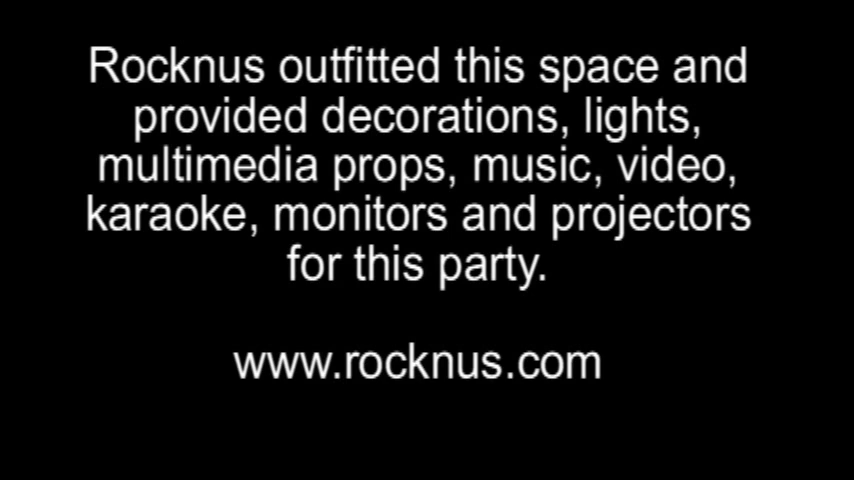 Rocknus outfitted this space and
provided decorations, lights,
multimedia props, music, video,
karaoke, monitors and projectors
for this party.
www.rocknus.com